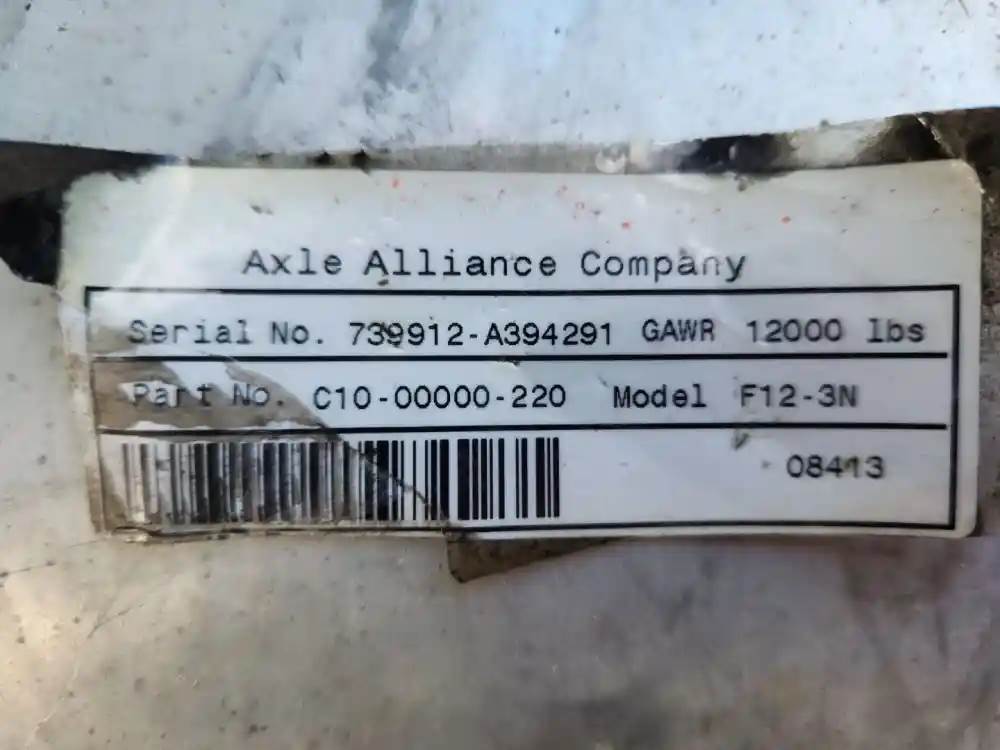 Axle Alliance Company
Serial No. 739912-A394291 GAWR 12000 lbs
Part No. C10-00000-220 Model F12-3N
08413